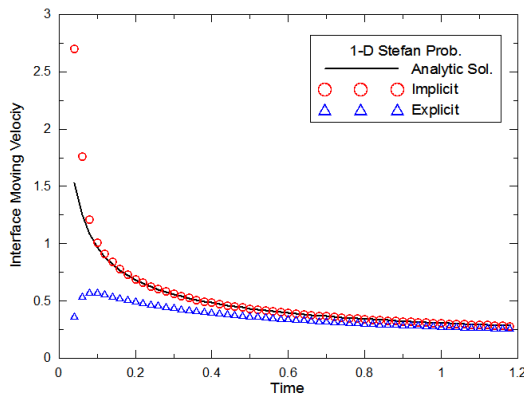 3
2.5
2
1.5
1
0.5
0
0
0.2
0.4
0.6
0.8
1
1.2
Interface Moving Velociy
Time
1-D Stefan Prob.
Analytic Sol.
Implicit
Explicit